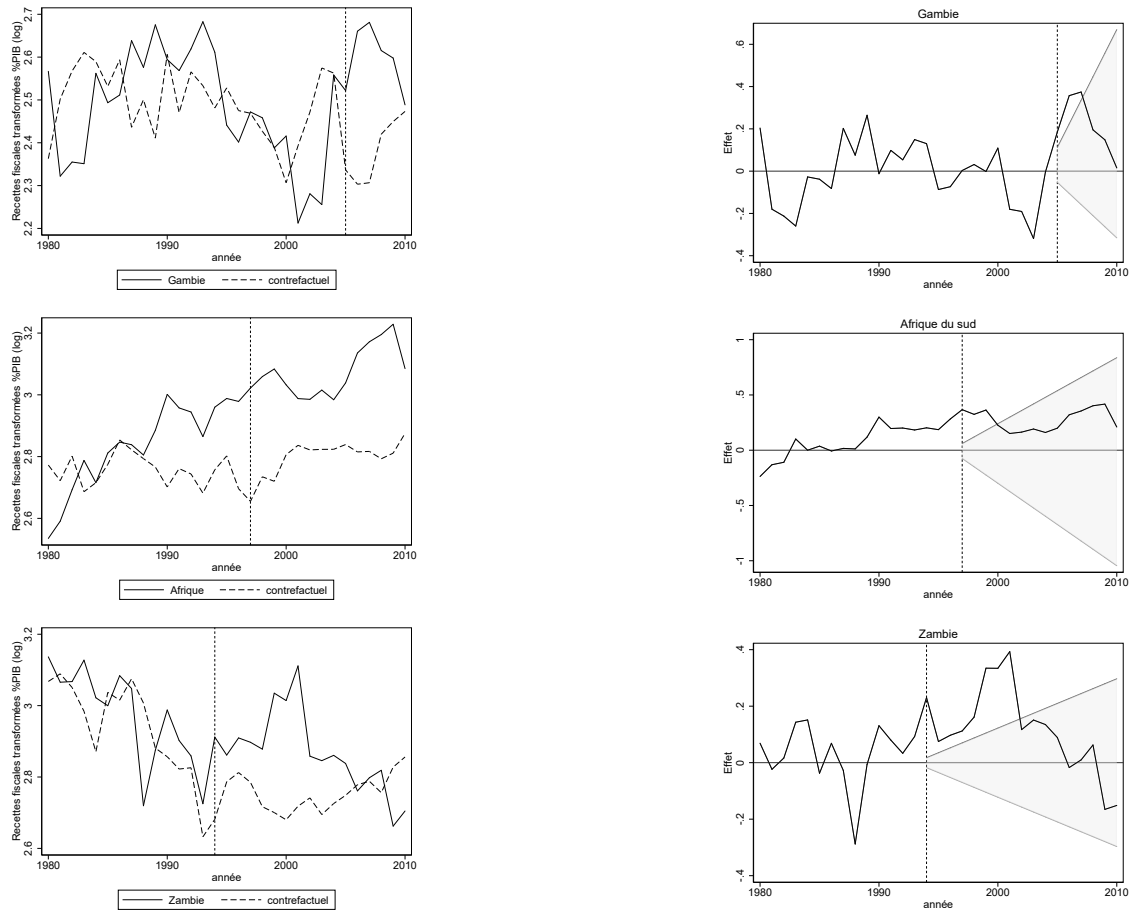 Recettes fiscales transformées %PIB (log)
2.7
2.6
2.5
2.4
2.3
2.2
1980 1990 2000 2010
année
Gambie contrefactuel
Gambie
Effet
.6
.4
.2
0
-.2
-.4
1980 1990 2000 2010
année
Recettes fiscales transformées %PIB (log)
3.2
3
2.8
2.6
1980 1990 2000 2010
année
Afrique contrefactuel
Afrique du sud
Effet
1
.5
0
-.5
-1
1980 1990 2000 2010
année
Recettes fiscales transformées %PIB (log)
3.2
3
2.8
2.6
1980 1990 2000 2010
année
Zambie contrefactuel
Zambie
Effet
.4
.2
0
-.2
-.4
1980 1990 2000 2010
année